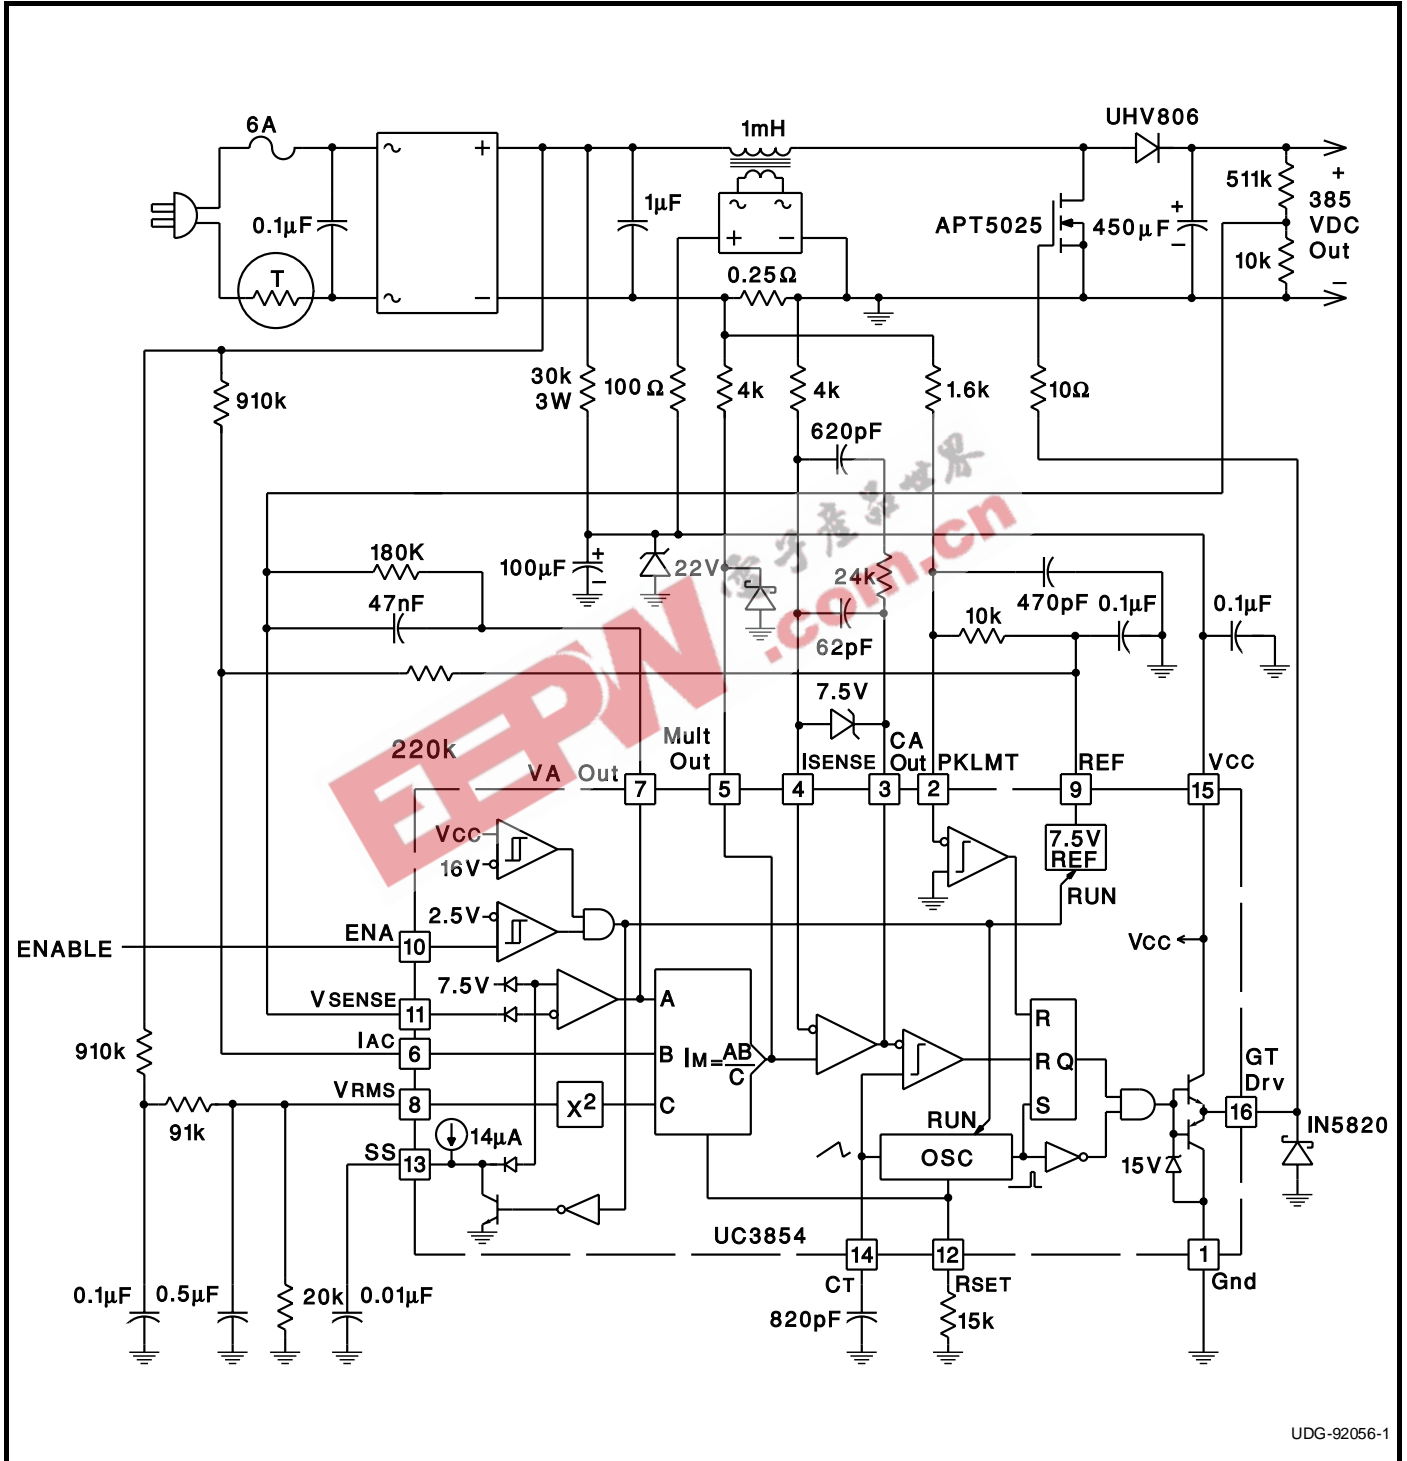 6A
1mH
UHV806
0.1µF
1µF
APT5025
450µF
511k
10k
+
385
VDC
Out
−
T
0.25Ω
+
−
+
−
+
−
910k
30k
3W
100Ω
4k
4k
1.6k
10Ω
620pF
電子産品世界
.com.cn
EEPW
180K
47nF
100µF
+
−
22V
24k
62pF
470pF
10k
0.1µF
0.1µF
7.5V
220k
VA Out
Mult
Out
ISENSE
CA
Out
PKLMT
REF
VCC
7
5
4
3
2
9
15
VCC
16V
2.5V
7.5V
REF
RUN
ENABLE
ENA
10
VCC
7.5V
VSENSE
11
A
IAC
6
B
IM=AB/C
R
R Q
S
910k
VRMS
8
X²
C
GT
Drv
16
91k
SS
13
14µA
RUN
OSC
15V
IN5820
UC3854
14
12
1
CT
RSET
Gnd
0.1µF
0.5µF
20k
0.01µF
820pF
15k
UDG-92056-1